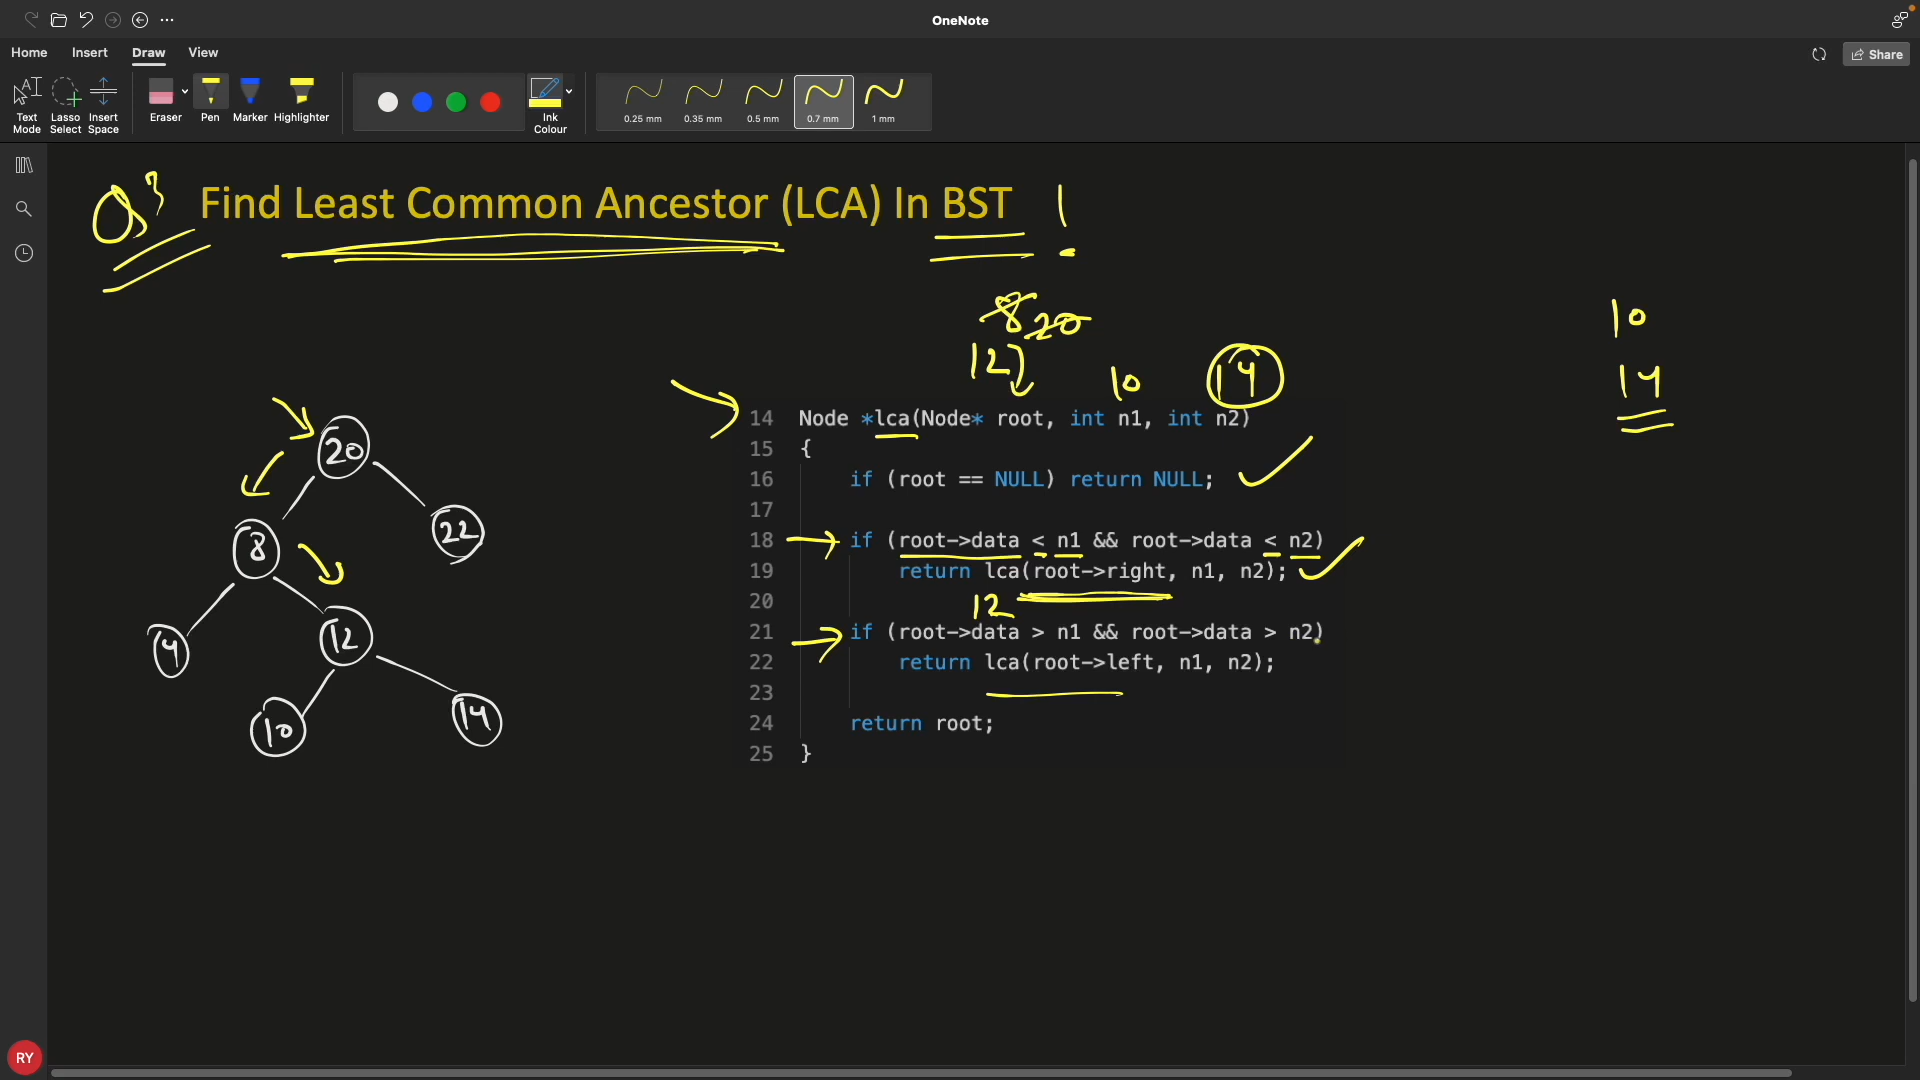 OneNote
Home Insert Draw View
Share
Text Mode
Lasso Select
Insert Space
Eraser
Pen
Marker
Highlighter
Ink Colour
0.25 mm
0.35 mm
0.5 mm
0.7 mm
1 mm
Q3 Find Least Common Ancestor (LCA) In BST !
8 20
12 10 14
10
14
20
8 22
4 12
10 14
14 Node *lca(Node* root, int n1, int n2)
15 {
16 if (root == NULL) return NULL;
17
18 if (root->data < n1 && root->data < n2)
19 return lca(root->right, n1, n2);
20
12
21 if (root->data > n1 && root->data > n2)
22 return lca(root->left, n1, n2);
23
24 return root;
25 }
RY